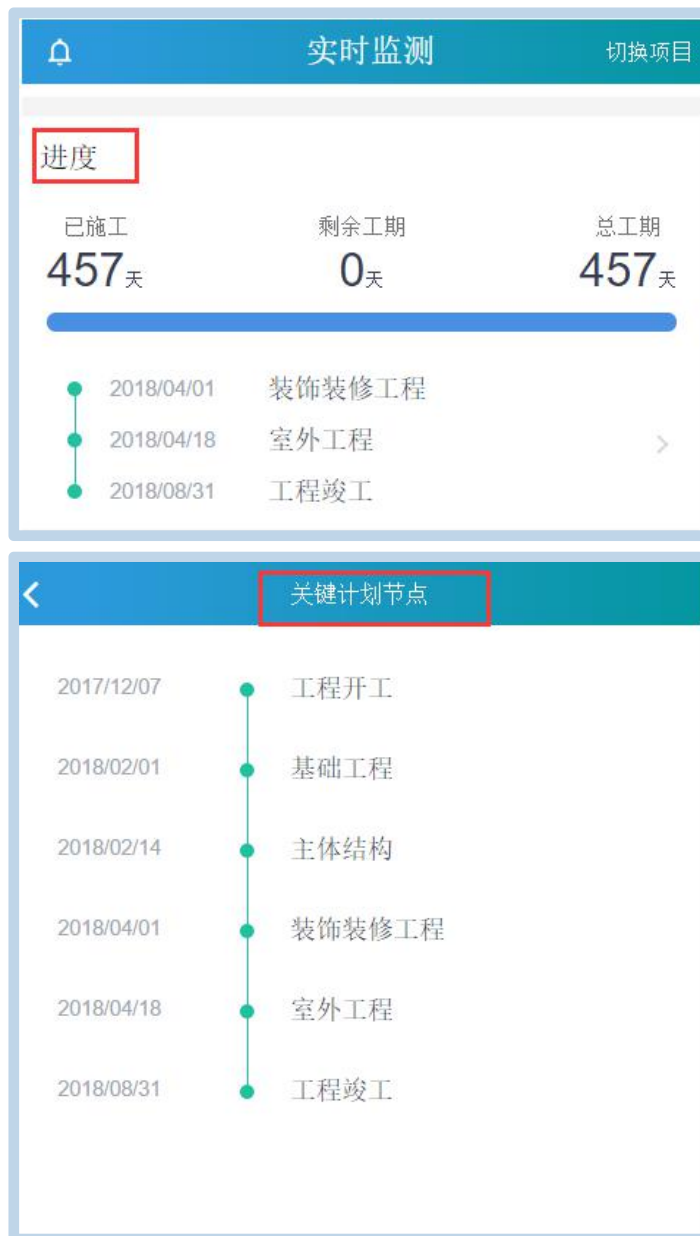 实时监测 切换项目
进度
已施工 剩余工期 总工期
457天 0天 457天
2018/04/01 装饰装修工程
2018/04/18 室外工程
2018/08/31 工程竣工
关键计划节点
2017/12/07 工程开工
2018/02/01 基础工程
2018/02/14 主体结构
2018/04/01 装饰装修工程
2018/04/18 室外工程
2018/08/31 工程竣工